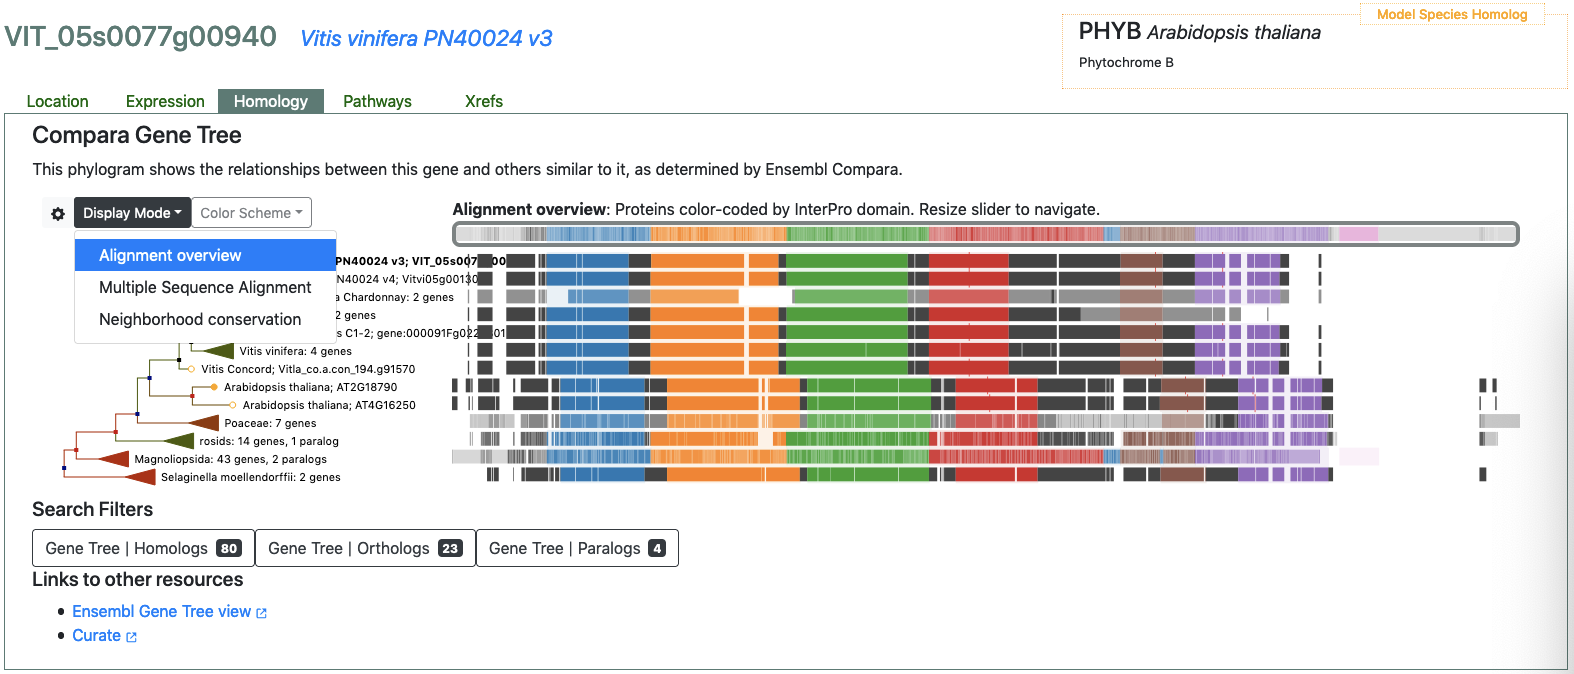 VIT_05s0077g00940 Vitis vinifera PN40024 v3
Model Species Homolog
PHYB Arabidopsis thaliana
Phytochrome B
Location Expression Homology Pathways Xrefs
Compara Gene Tree
This phylogram shows the relationships between this gene and others similar to it, as determined by Ensembl Compara.
Display Mode Color Scheme
Alignment overview: Proteins color-coded by InterPro domain. Resize slider to navigate.
Alignment overview
Multiple Sequence Alignment
Neighborhood conservation
PN40024 v3; VIT_05s007 00
N40024 v4; Vitvi05g00130
a Chardonnay: 2 genes
2 genes
s C1-2; gene:000091Fg022 01
Vitis vinifera: 4 genes
Vitis Concord; Vitla_co.a.con_194.g91570
Arabidopsis thaliana; AT2G18790
Arabidopsis thaliana; AT4G16250
Poaceae: 7 genes
rosids: 14 genes, 1 paralog
Magnoliopsida: 43 genes, 2 paralogs
Selaginella moellendorffii: 2 genes
Search Filters
Gene Tree | Homologs 80 Gene Tree | Orthologs 23 Gene Tree | Paralogs 4
Links to other resources
Ensembl Gene Tree view
Curate